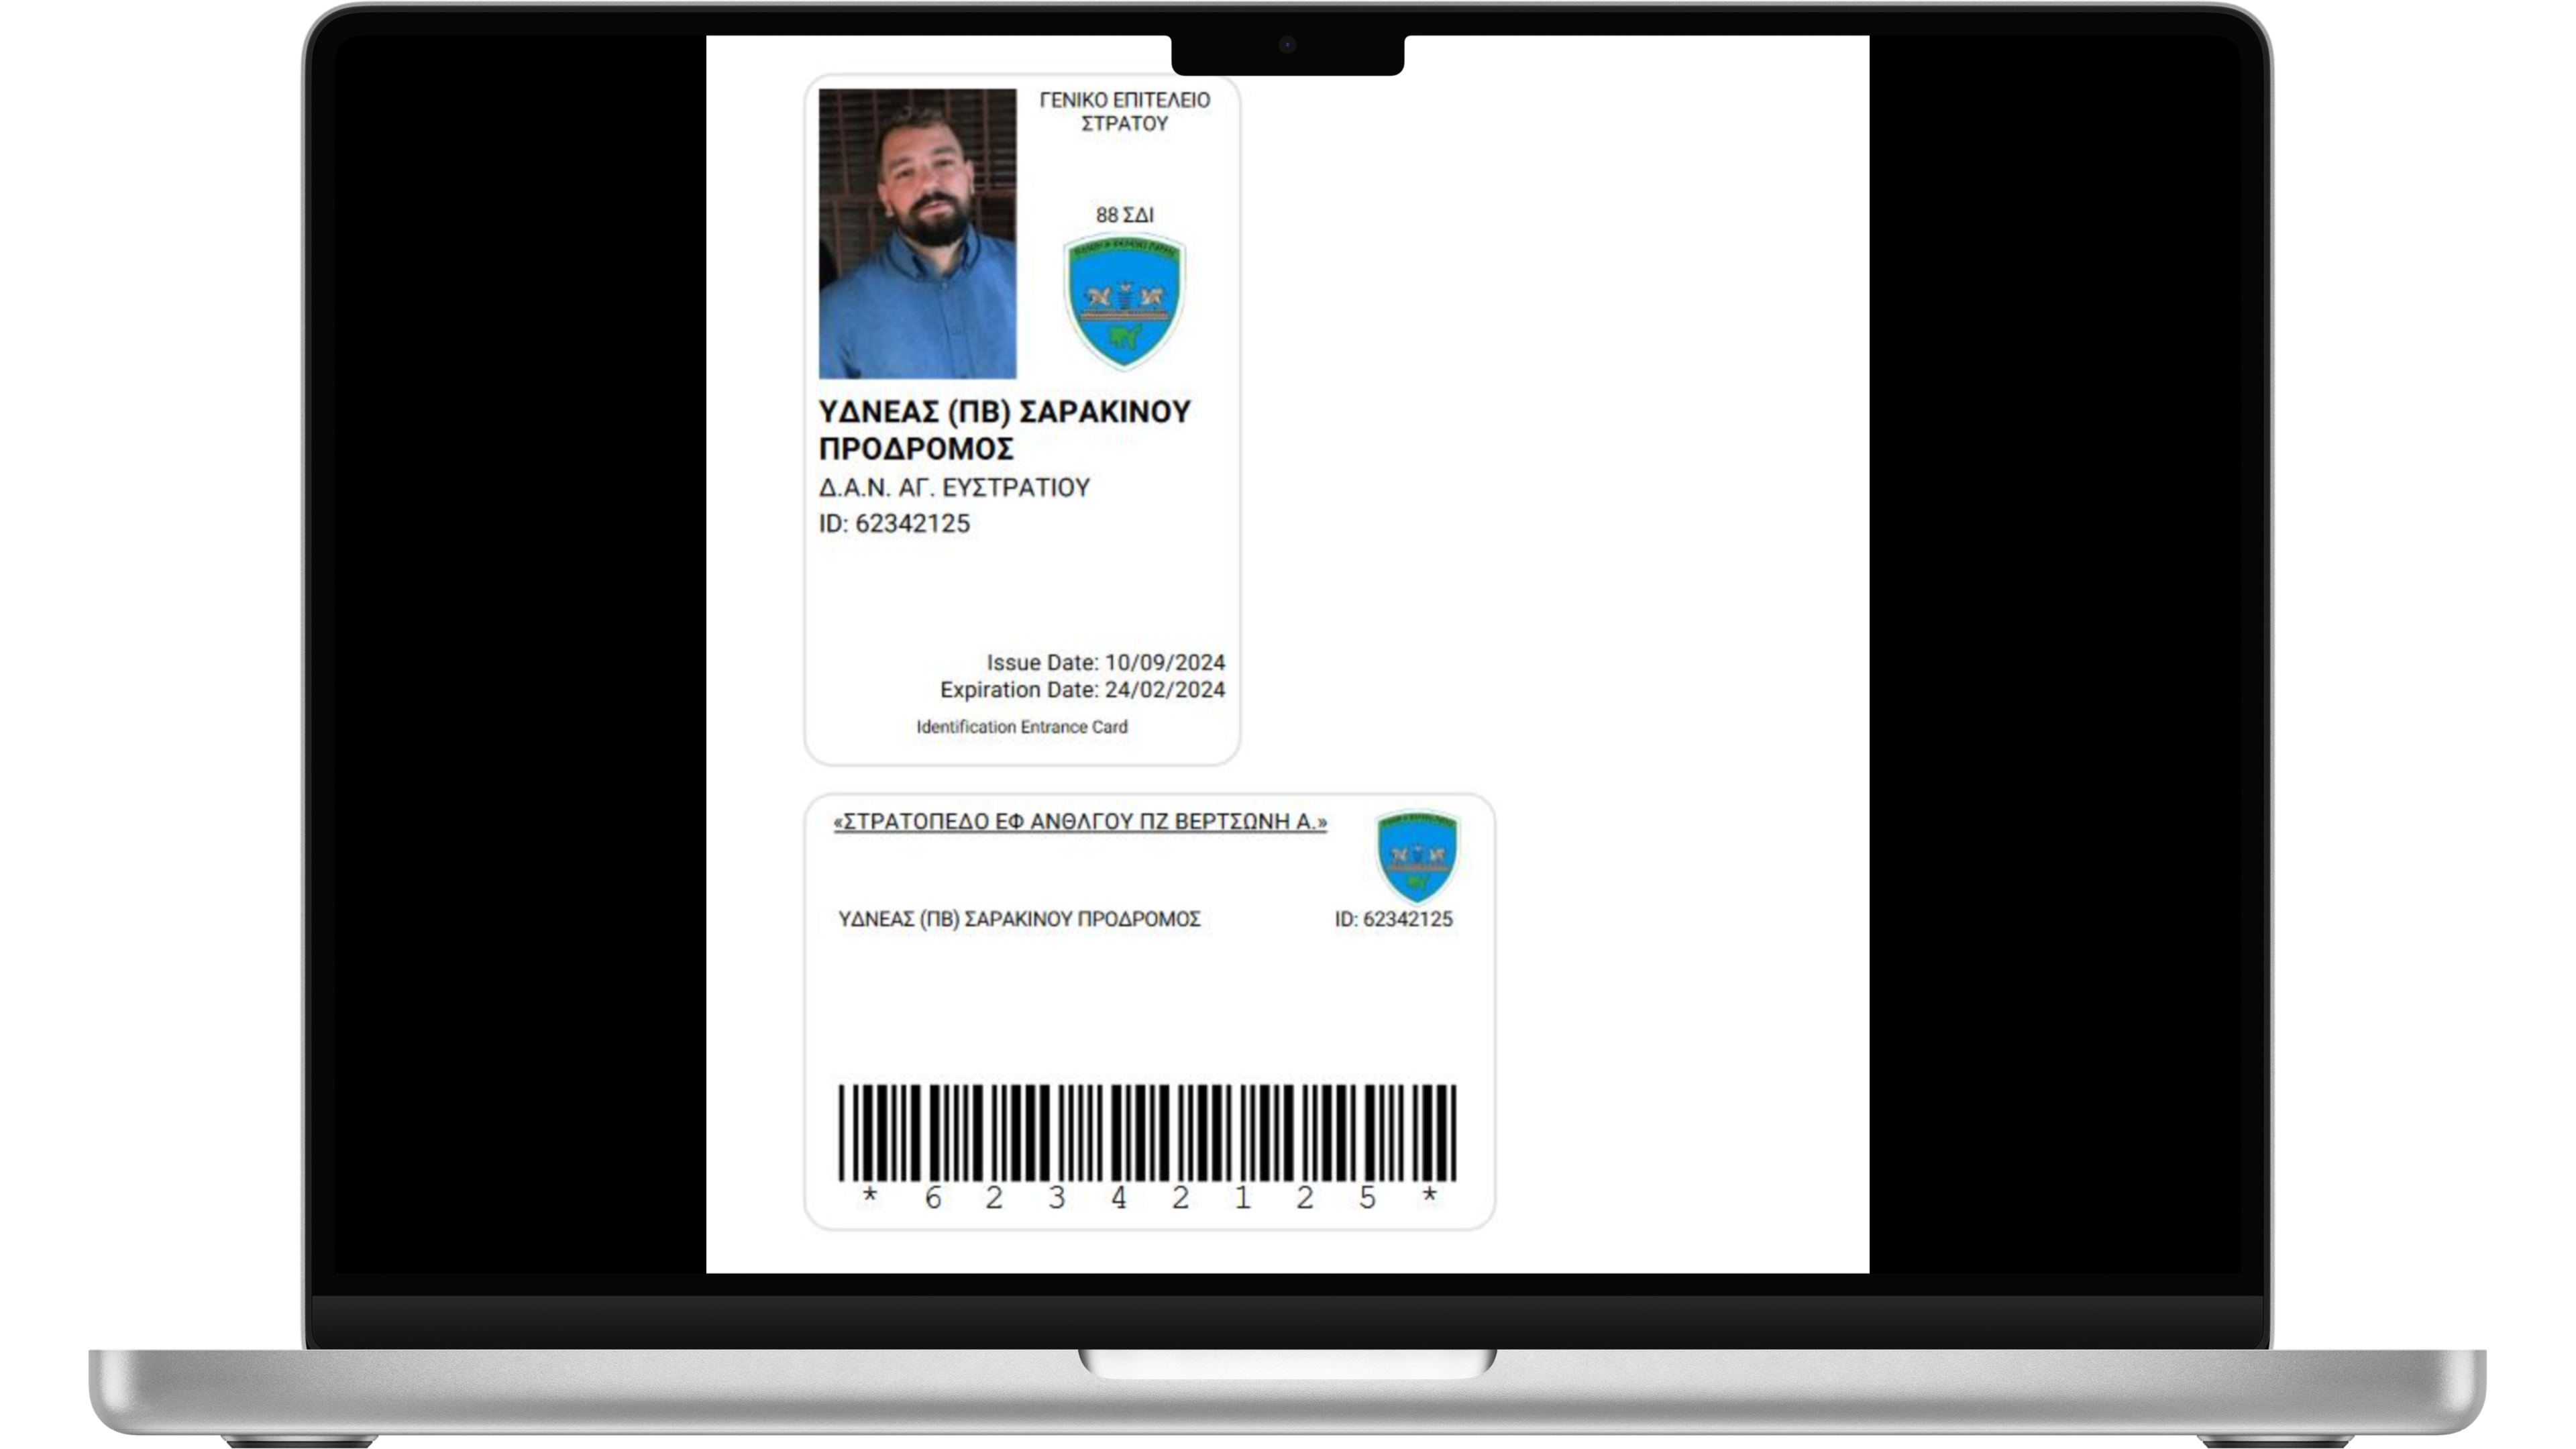 ΓΕΝΙΚΟ ΕΠΙΤΕΛΕΙΟ
ΣΤΡΑΤΟΥ
88 ΣΔΙ
ΥΔΝΕΑΣ (ΠΒ) ΣΑΡΑΚΙΝΟΥ
ΠΡΟΔΡΟΜΟΣ
Δ.Α.Ν. ΑΓ. ΕΥΣΤΡΑΤΙΟΥ
ID: 62342125
Issue Date: 10/09/2024
Expiration Date: 24/02/2024
Identification Entrance Card
«ΣΤΡΑΤΟΠΕΔΟ ΕΦ ΑΝΘΛΓΟΥ ΠΖ ΒΕΡΤΣΩΝΗ Α.»
ΥΔΝΕΑΣ (ΠΒ) ΣΑΡΑΚΙΝΟΥ ΠΡΟΔΡΟΜΟΣ ID: 62342125
* 6 2 3 4 2 1 2 5 *